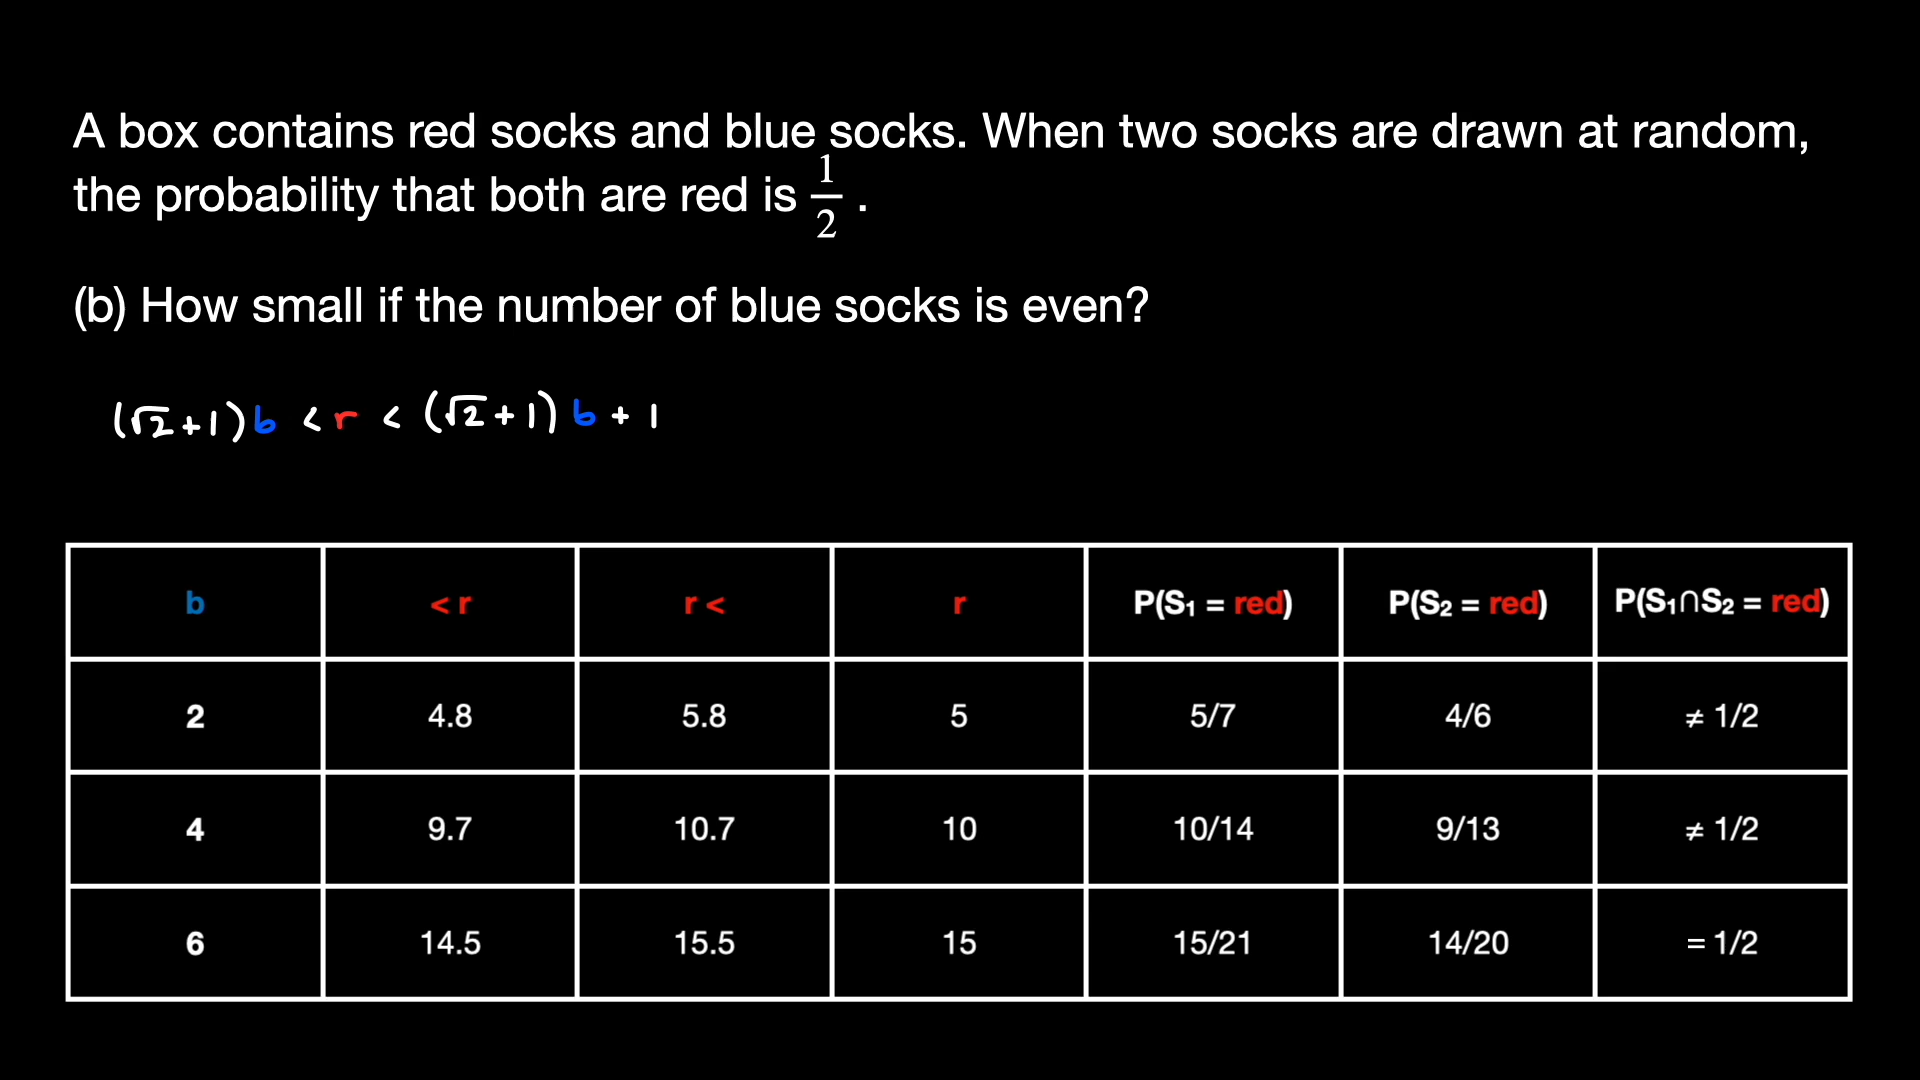 A box contains red socks and blue socks. When two socks are drawn at random,
the probability that both are red is 1/2 .
(b) How small if the number of blue socks is even?
(√2+1)b < r < (√2+1)b+1
b < r r < r P(S₁ = red) P(S₂ = red) P(S₁∩S₂ = red)
2 4.8 5.8 5 5/7 4/6 ≠ 1/2
4 9.7 10.7 10 10/14 9/13 ≠ 1/2
6 14.5 15.5 15 15/21 14/20 = 1/2